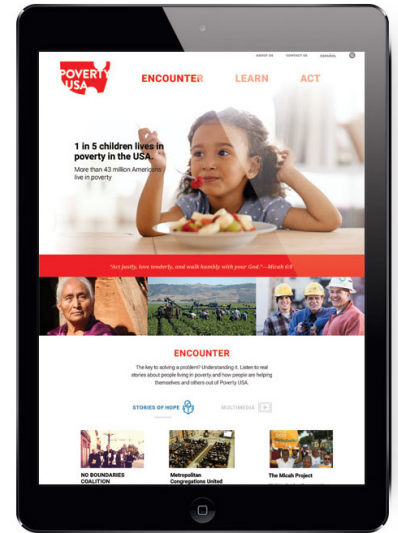 ABOUT US CONTACT US ESPAÑOL
POVERTY
USA
ENCOUNTER LEARN ACT
1 in 5 children lives in
poverty in the USA.
More than 43 million Americans
live in poverty
"Act justly, love tenderly, and walk humbly with your God."—Micah 6:8
ENCOUNTER
The key to solving a problem? Understanding it. Listen to real
stories about people living in poverty and how people are helping
themselves and others out of Poverty USA.
STORIES OF HOPE MULTIMEDIA
NO BOUNDARIES
COALITION
Metropolitan
Congregations United
The Micah Project